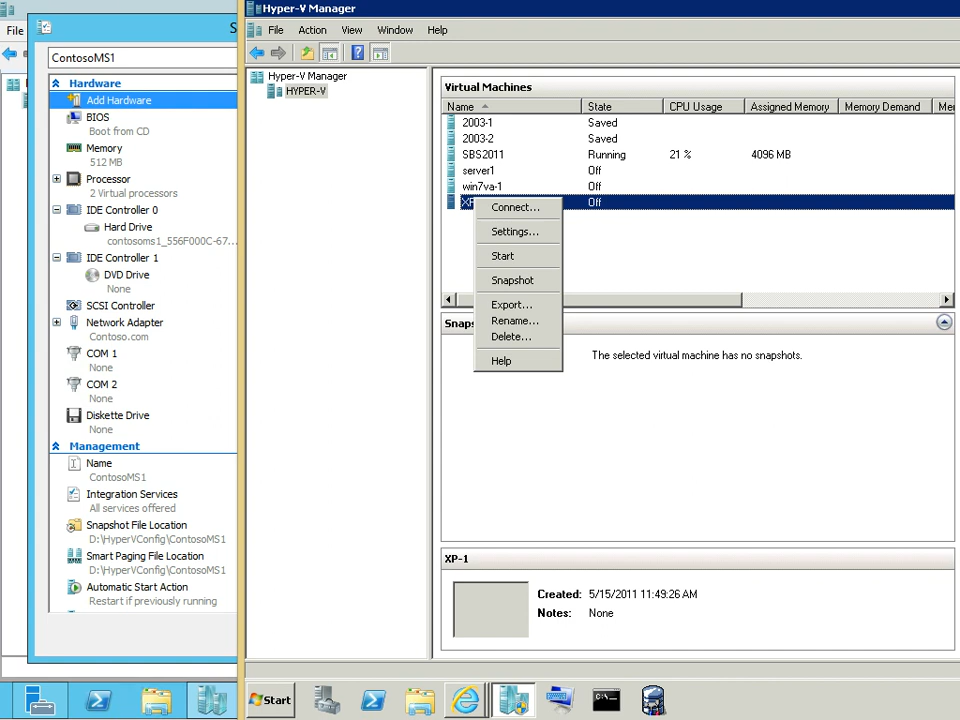 File
S
ContosoMS1
Hardware
Add Hardware
BIOS
Boot from CD
Memory
512 MB
Processor
2 Virtual processors
IDE Controller 0
Hard Drive
contosoms1_556F000C-67...
IDE Controller 1
DVD Drive
None
SCSI Controller
Network Adapter
Contoso.com
COM 1
None
COM 2
None
Diskette Drive
None
Management
Name
ContosoMS1
Integration Services
All services offered
Snapshot File Location
D:\HyperVConfig\ContosoMS1
Smart Paging File Location
D:\HyperVConfig\ContosoMS1
Automatic Start Action
Restart if previously running
Hyper-V Manager
File Action View Window Help
Hyper-V Manager
HYPER-V
Virtual Machines
Name State CPU Usage Assigned Memory Memory Demand Me
2003-1 Saved
2003-2 Saved
SBS2011 Running 21 % 4096 MB
server1 Off
win7va-1 Off
XP Off
Connect...
Settings...
Start
Snapshot
Export...
Rename...
Delete...
Help
Snaps
The selected virtual machine has no snapshots.
XP-1
Created: 5/15/2011 11:49:26 AM
Notes: None
Start